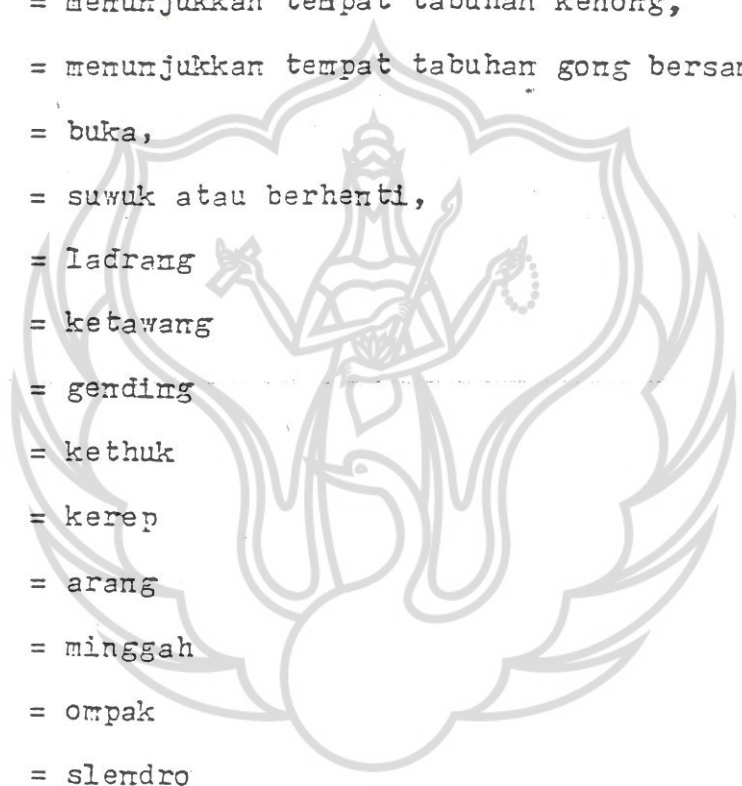 = menunjukkan tempat tabuhan kenong,
= menunjukkan tempat tabuhan gong bersar
= buka,
= suwuk atau berhenti,
= ladrang
= ketawang
= gending
= kethuk
= kerep
= arang
= minggah
= ompak
= slendro